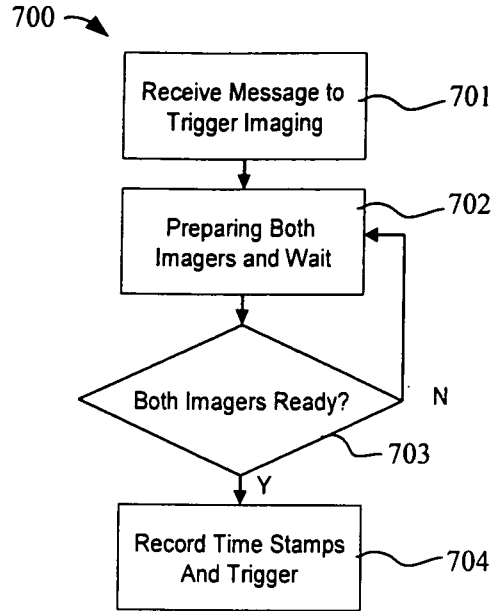 700
Receive Message to
Trigger Imaging
701
702
Preparing Both
Imagers and Wait
Both Imagers Ready?
N
703
Y
Record Time Stamps
And Trigger
704